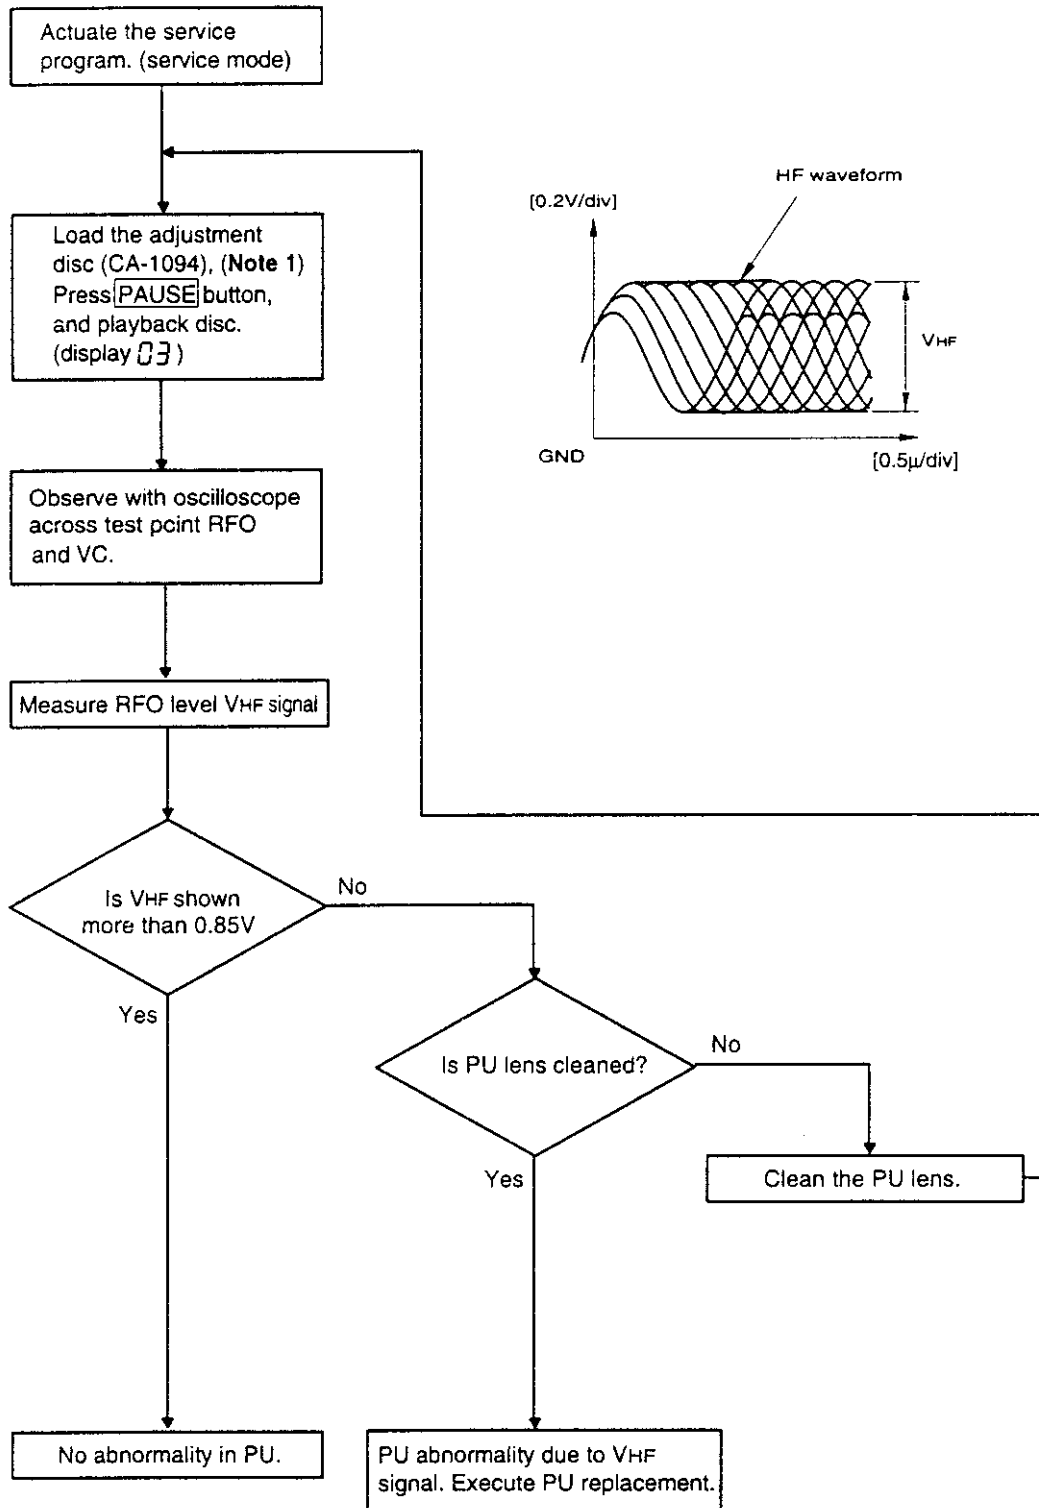 Actuate the service
program. (service mode)
Load the adjustment
disc (CA-1094), (Note 1)
Press PAUSE button,
and playback disc.
(display 03)
Observe with oscilloscope
across test point RFO
and VC.
Measure RFO level VHF signal
Is VHF shown
more than 0.85V
No
Yes
Is PU lens cleaned?
No
Yes
Clean the PU lens.
No abnormality in PU.
PU abnormality due to VHF
signal. Execute PU replacement.
HF waveform
[0.2V/div]
VHF
GND
[0.5µ/div]